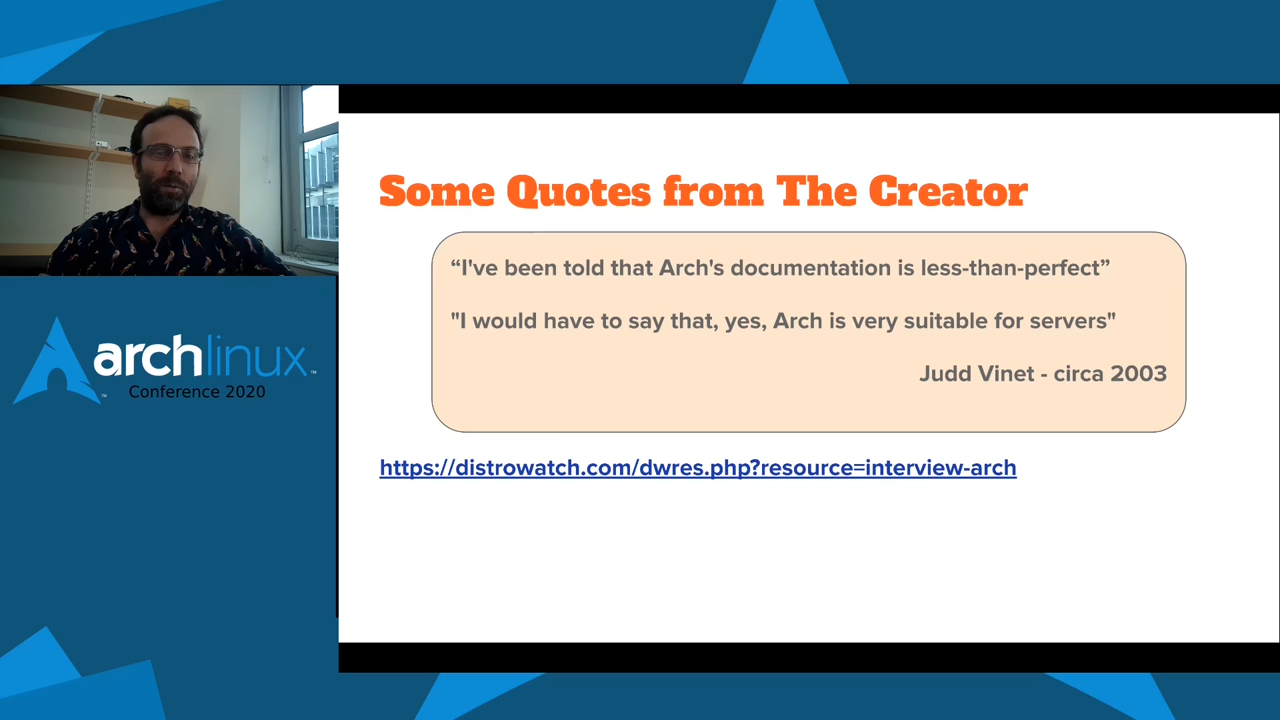 Some Quotes from The Creator
“I've been told that Arch's documentation is less-than-perfect”
"I would have to say that, yes, Arch is very suitable for servers"
Judd Vinet - circa 2003
https://distrowatch.com/dwres.php?resource=interview-arch
archlinux™
™
Conference 2020